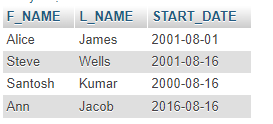 F_NAME L_NAME START_DATE
Alice James 2001-08-01
Steve Wells 2001-08-16
Santosh Kumar 2000-08-16
Ann Jacob 2016-08-16